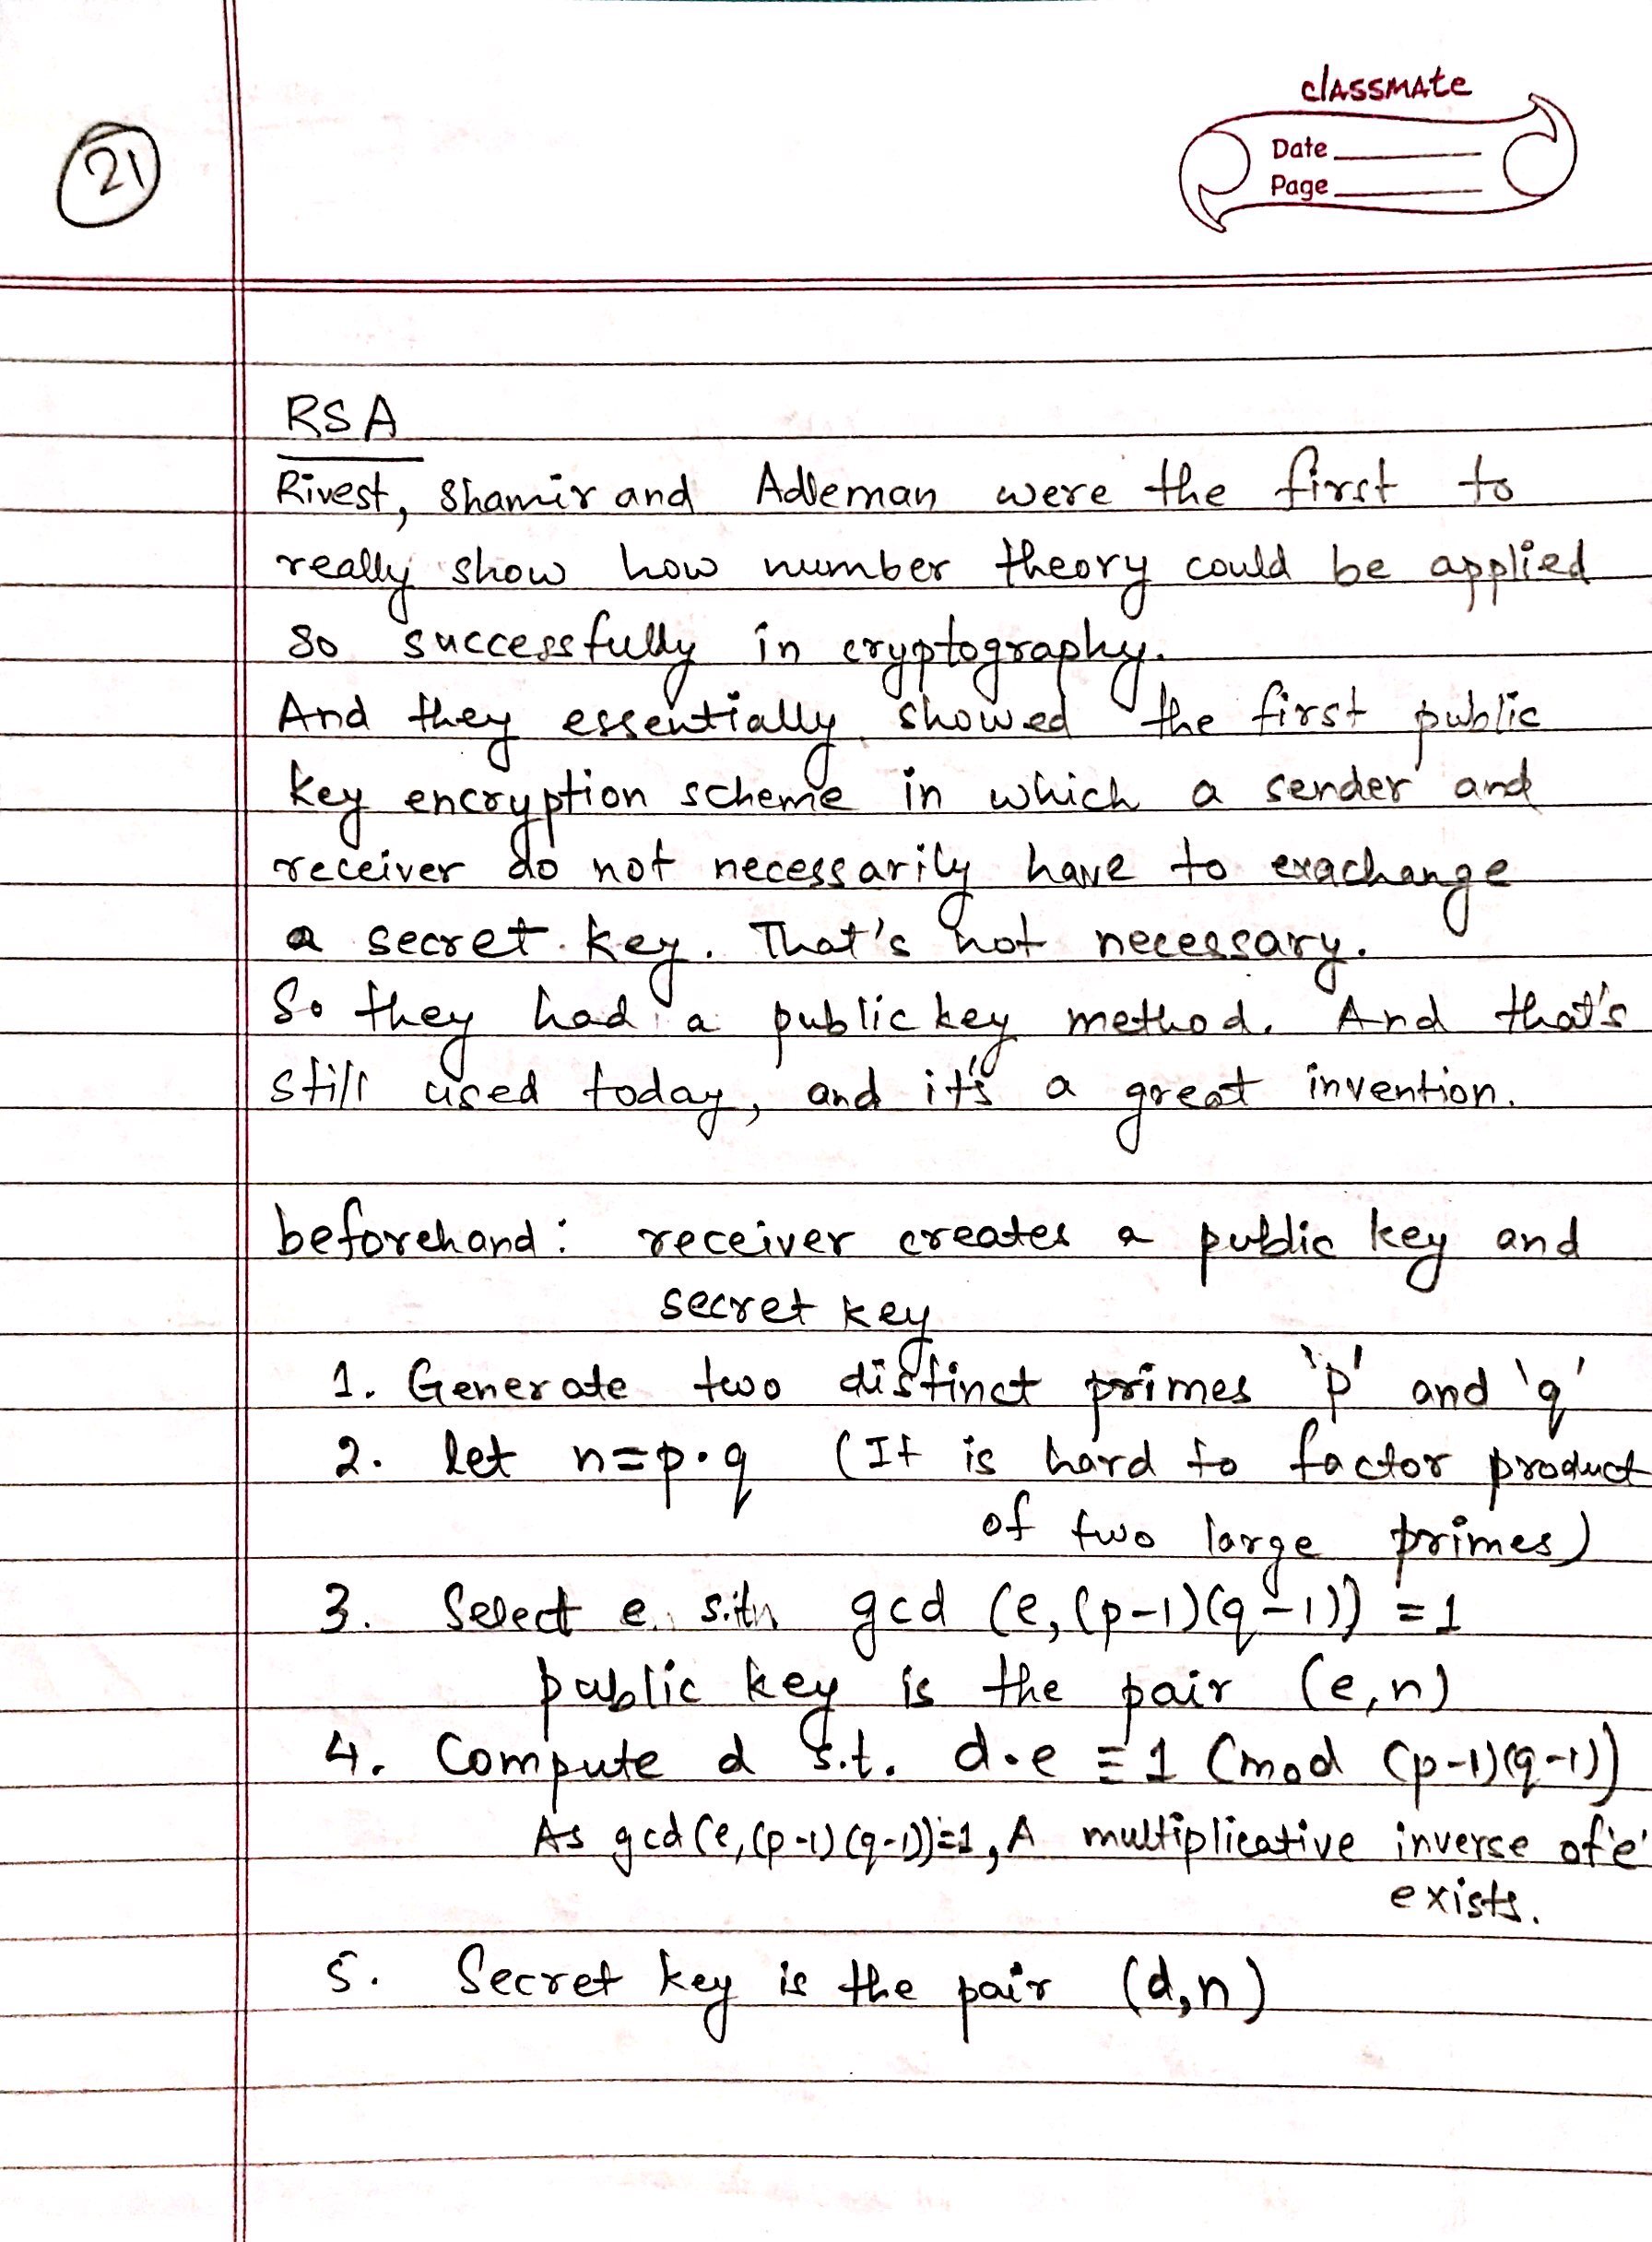 classmate
Date
Page
21
RSA
Rivest, Shamir and Adleman were the first to
really show how number theory could be applied
so successfully in cryptography.
And they essentially showed the first public
key encryption scheme in which a sender and
receiver do not necessarily have to exachange
a secret key. That's not necessary.
So they had a public key method. And that's
still used today, and it's a great invention.
beforehand: receiver creates a public key and
secret key
1. Generate two distinct primes 'p' and 'q'
2. let n=p·q (It is hard to factor product
of two large primes)
3. Select e gcd (e, (p-1)(q-1)) = 1
public key is the pair (e,n)
4. Compute d s.t. d·e ≡ 1 (mod (p-1)(q-1))
As gcd(e, (p-1)(q-1))=1, A multiplicative inverse of 'e'
exists.
5. Secret key is the pair (d,n)